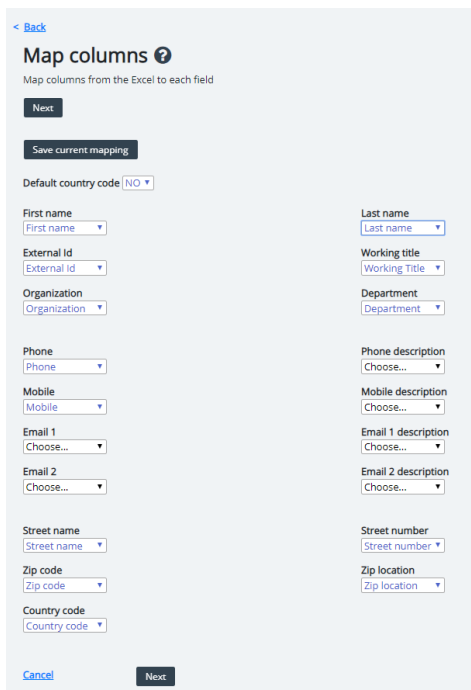 < Back
Map columns ?
Map columns from the Excel to each field
Next
Save current mapping
Default country code NO
First name Last name
First name Last name
External Id Working title
External Id Working Title
Organization Department
Organization Department
Phone Phone description
Phone Choose...
Mobile Mobile description
Mobile Choose...
Email 1 Email 1 description
Choose... Choose...
Email 2 Email 2 description
Choose... Choose...
Street name Street number
Street name Street number
Zip code Zip location
Zip code Zip location
Country code
Country code
Cancel Next